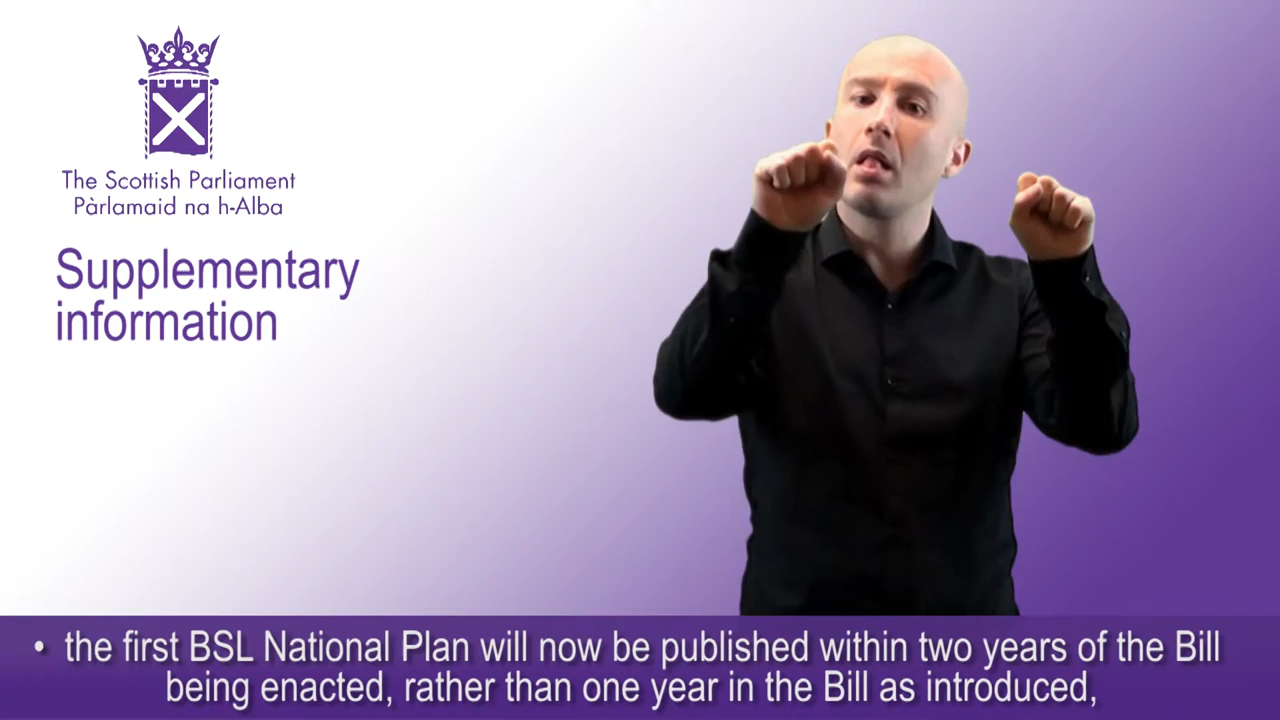 The Scottish Parliament
Pàrlamaid na h-Alba
Supplementary
information
• the first BSL National Plan will now be published within two years of the Bill
being enacted, rather than one year in the Bill as introduced,